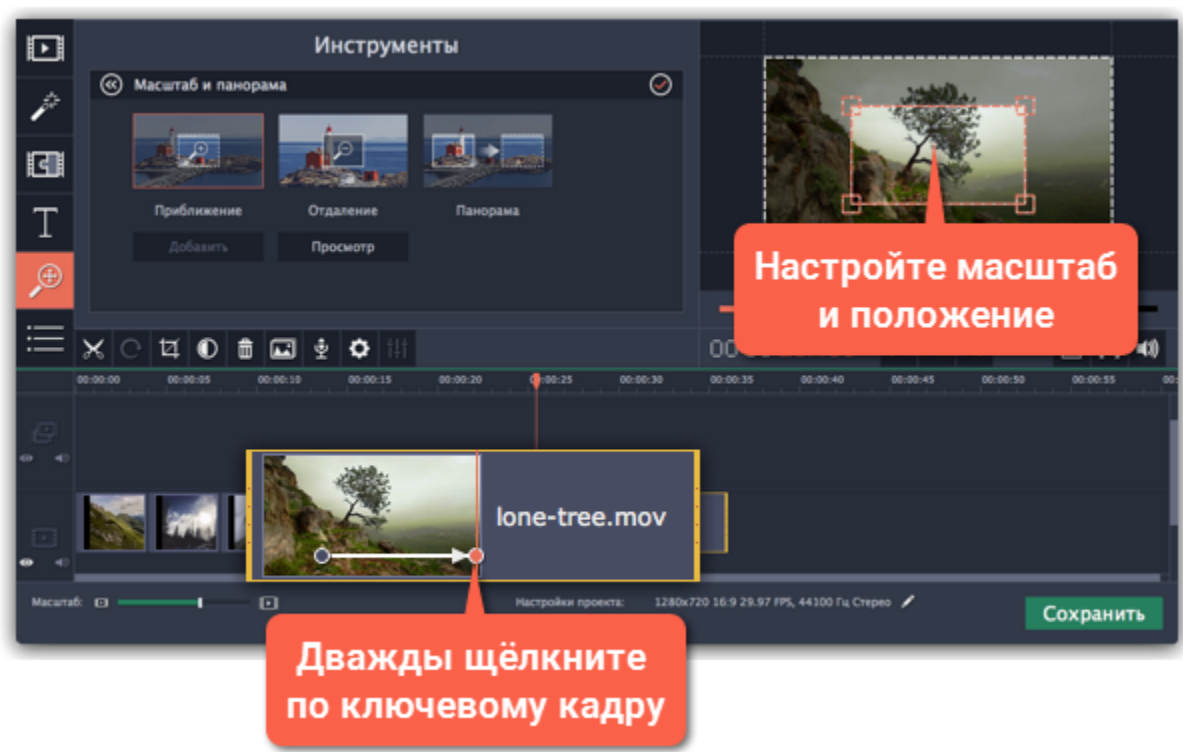 Инструменты
Масштаб и панорама
Приближение
Отдаление
Панорама
Добавить
Просмотр
Настройте масштаб
и положение
00:00:00
00:00:05
00:00:10
00:00:15
00:00:20
00:00:25
00:00:30
00:00:35
00:00:40
00:00:45
00:00:50
00:00:55
lone-tree.mov
Масштаб:
Настройки проекта:
1280x720 16:9 29.97 FPS, 44100 Гц Стерео
Сохранить
Дважды щёлкните
по ключевому кадру